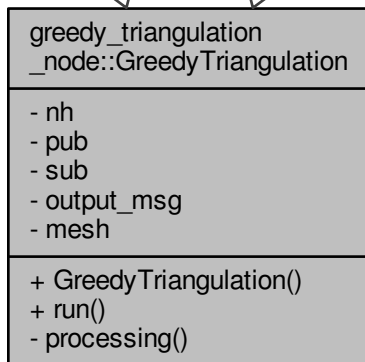 greedy_triangulation
_node::GreedyTriangulation
- nh
- pub
- sub
- output_msg
- mesh
+ GreedyTriangulation()
+ run()
- processing()